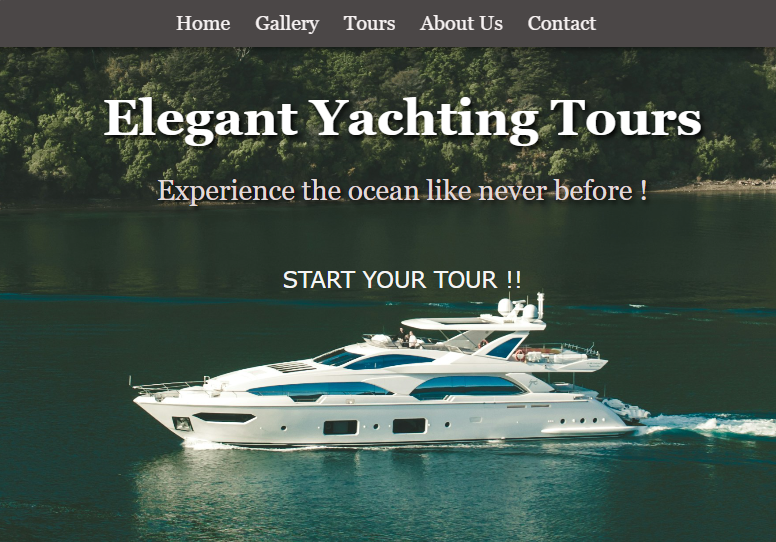 Home Gallery Tours About Us Contact
Elegant Yachting Tours
Experience the ocean like never before !
START YOUR TOUR !!